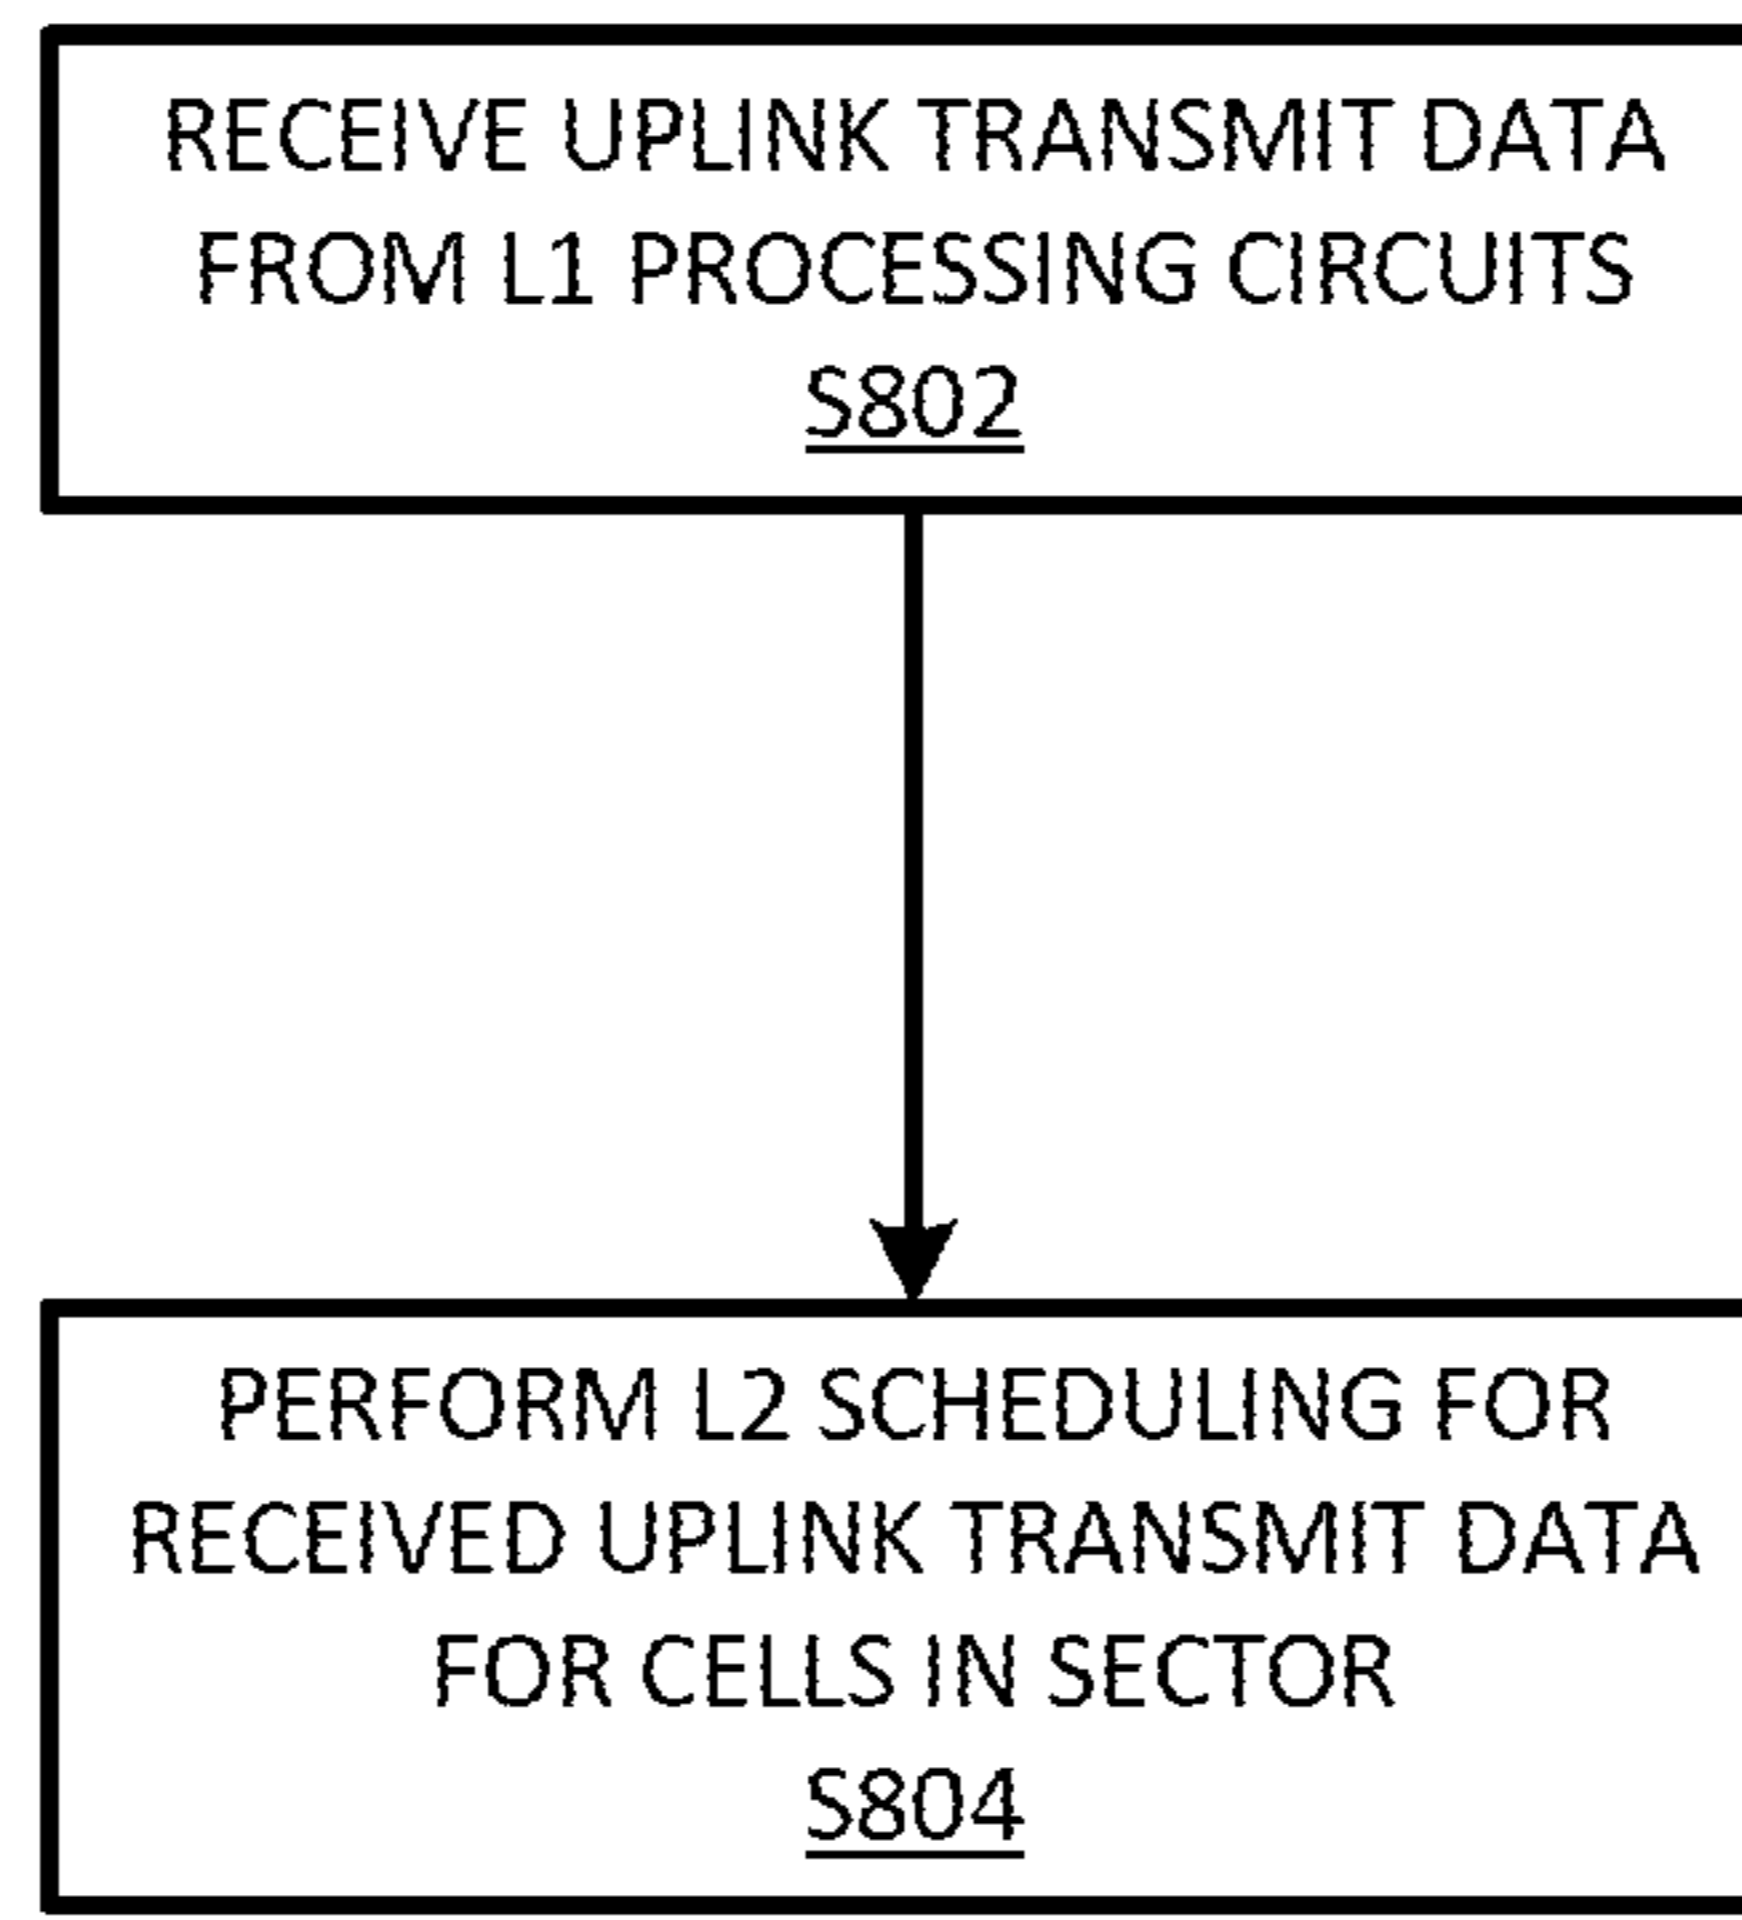 RECEIVE UPLINK TRANSMIT DATA
FROM L1 PROCESSING CIRCUITS
S802
PERFORM L2 SCHEDULING FOR
RECEIVED UPLINK TRANSMIT DATA
FOR CELLS IN SECTOR
S804